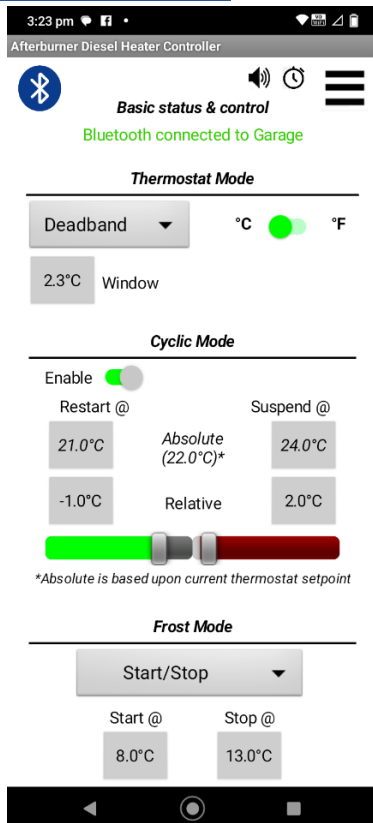 3:23 pm
Afterburner Diesel Heater Controller
Basic status & control
Bluetooth connected to Garage
Thermostat Mode
Deadband °C °F
2.3°C Window
Cyclic Mode
Enable
Restart @ Suspend @
21.0°C Absolute (22.0°C)* 24.0°C
-1.0°C Relative 2.0°C
*Absolute is based upon current thermostat setpoint
Frost Mode
Start/Stop
Start @ Stop @
8.0°C 13.0°C